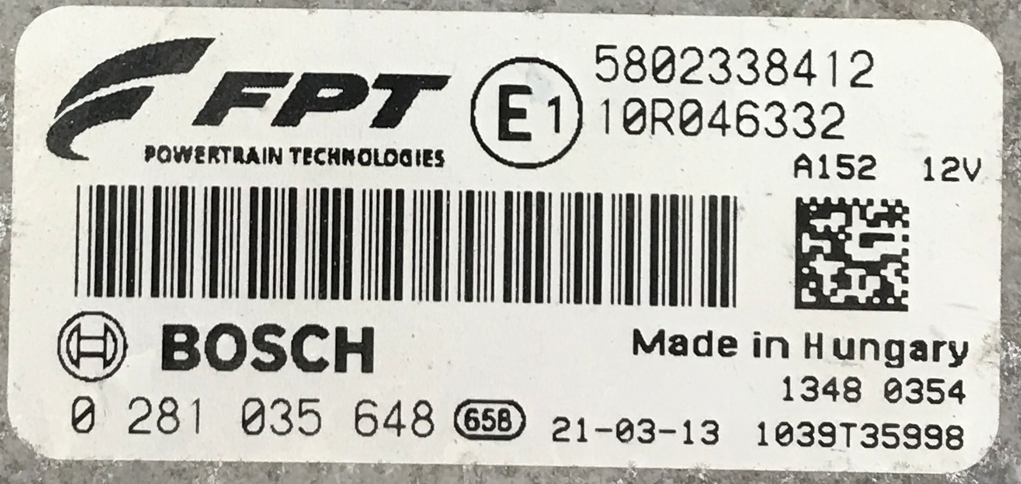 FPT
POWERTRAIN TECHNOLOGIES
E1
5802338412
10R046332
A152 12V
BOSCH
Made in Hungary
1348 0354
0 281 035 648 658 21-03-13 1039T35998